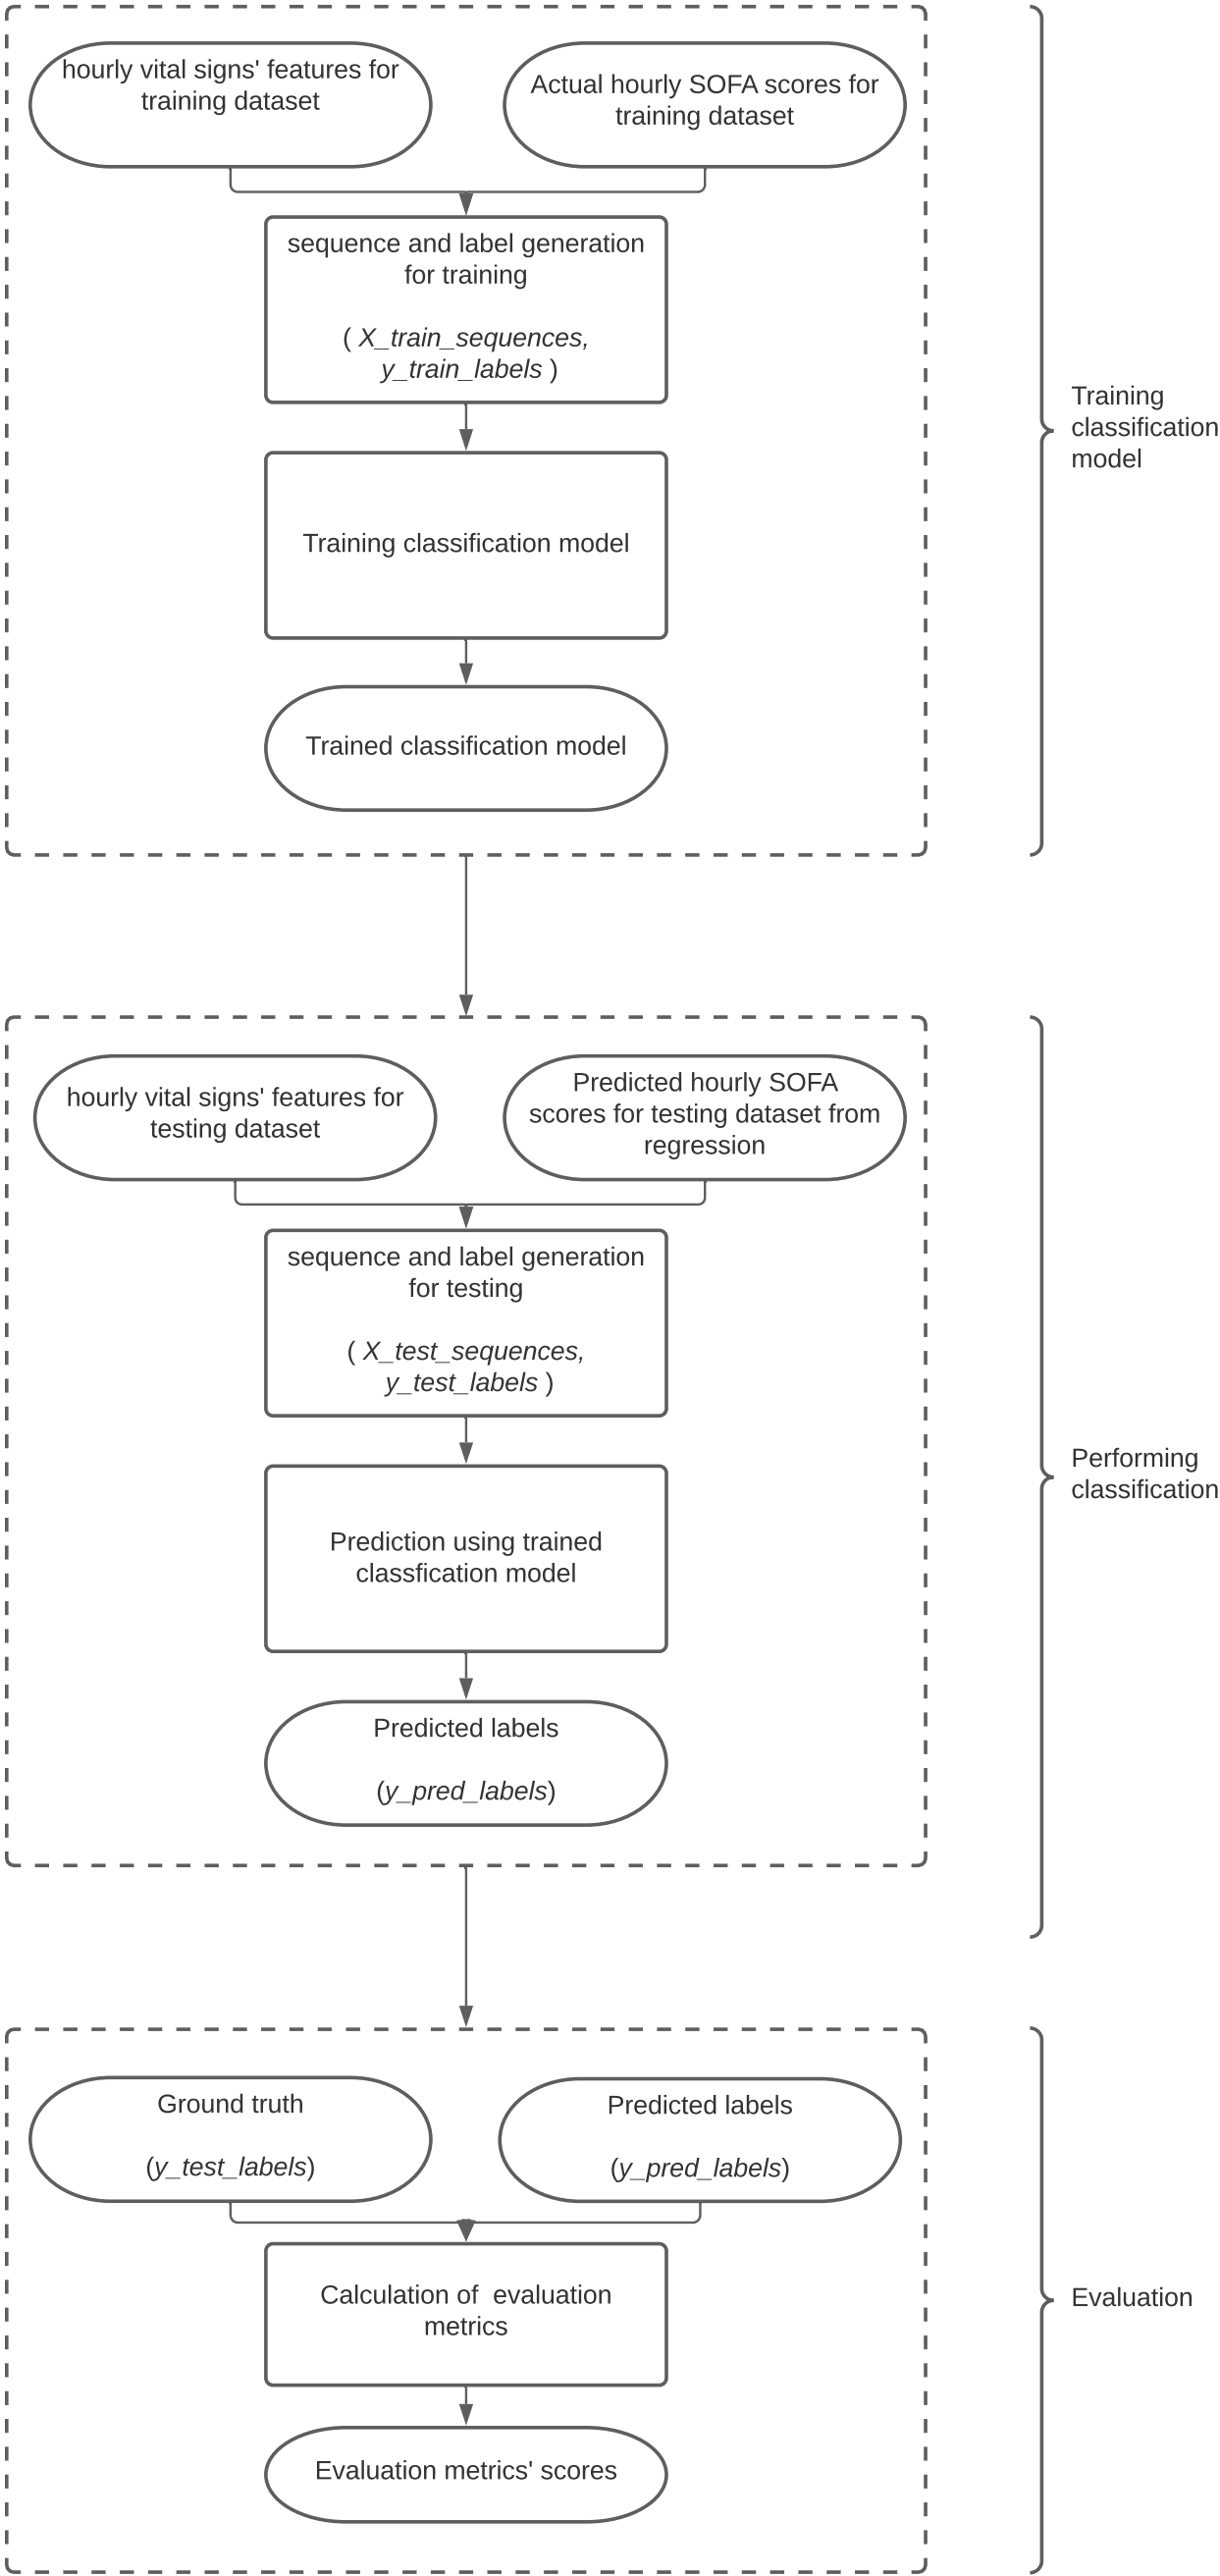 hourly vital signs' features for
training dataset
Actual hourly SOFA scores for
training dataset
sequence and label generation
for training
( X_train_sequences,
y_train_labels )
Training classification model
Trained classification model
Training
classification
model
hourly vital signs' features for
testing dataset
Predicted hourly SOFA
scores for testing dataset from
regression
sequence and label generation
for testing
( X_test_sequences,
y_test_labels )
Prediction using trained
classfication model
Predicted labels
(y_pred_labels)
Performing
classification
Ground truth
(y_test_labels)
Predicted labels
(y_pred_labels)
Calculation of  evaluation
metrics
Evaluation metrics' scores
Evaluation